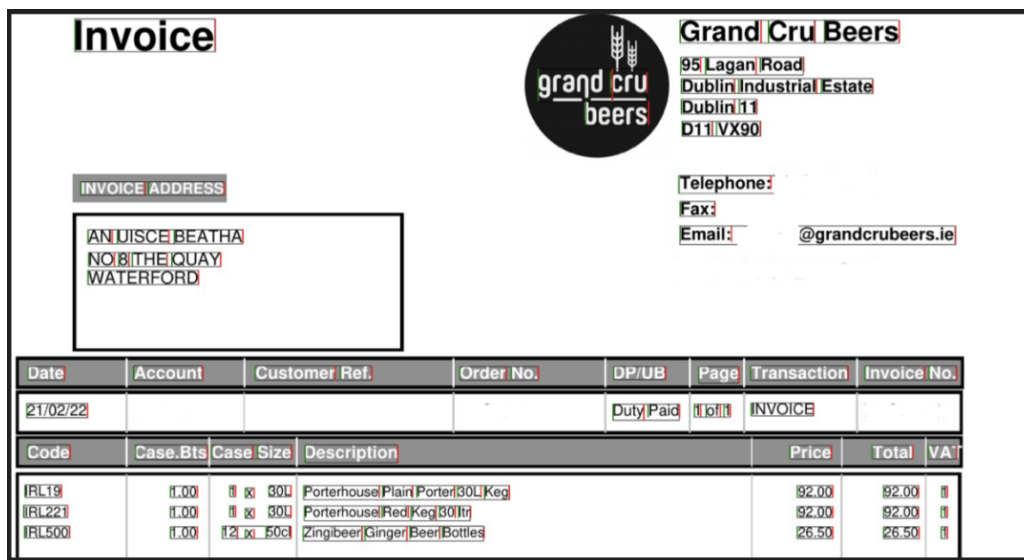 Invoice
grand cru
beers
Grand Cru Beers
95 Lagan Road
Dublin Industrial Estate
Dublin 11
D11 VX90
INVOICE ADDRESS
Telephone:
Fax:
Email: @grandcrubeers.ie
AN UISCE BEATHA
NO 8 THE QUAY
WATERFORD
Date Account Customer Ref. Order No. DP/UB Page Transaction Invoice No.
21/02/22 Duty Paid 1 of 1 INVOICE
Code Case.Bts Case Size Description Price Total VAT
IRL19 1.00 1 x 30L Porterhouse Plain Porter 30L Keg 92.00 92.00 1
IRL221 1.00 1 x 30L Porterhouse Red Keg 30 ltr 92.00 92.00 1
IRL500 1.00 12 x 50cl Zingibeer Ginger Beer Bottles 26.50 26.50 1